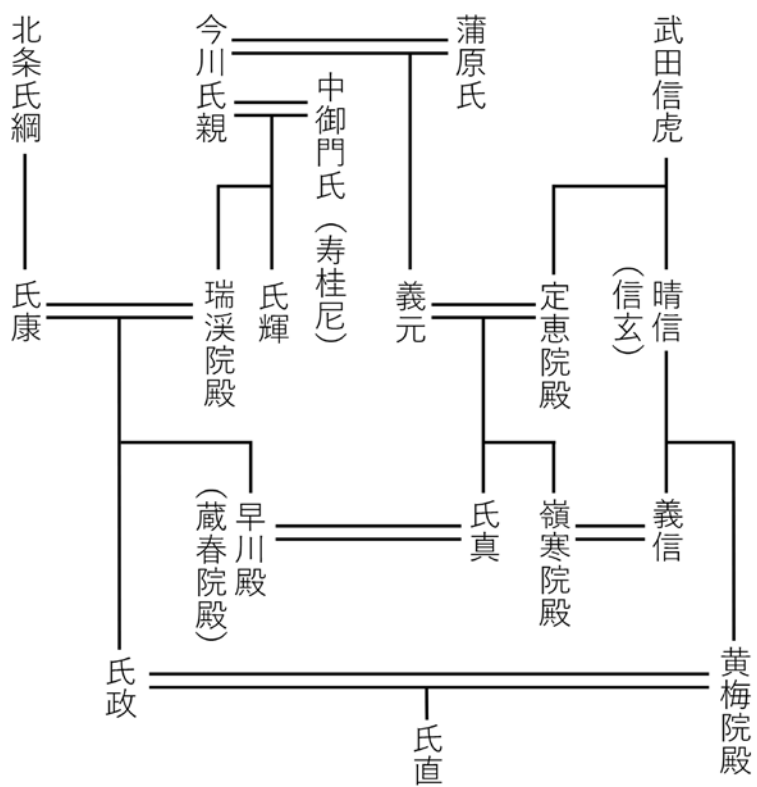 北条氏綱
今川氏親
中御門氏（寿桂尼）
蒲原氏
武田信虎
氏康
瑞渓院殿
氏輝
義元
定恵院殿
晴信
（信玄）
早川殿
（蔵春院殿）
氏真
嶺寒院殿
義信
氏政
黄梅院殿
氏直